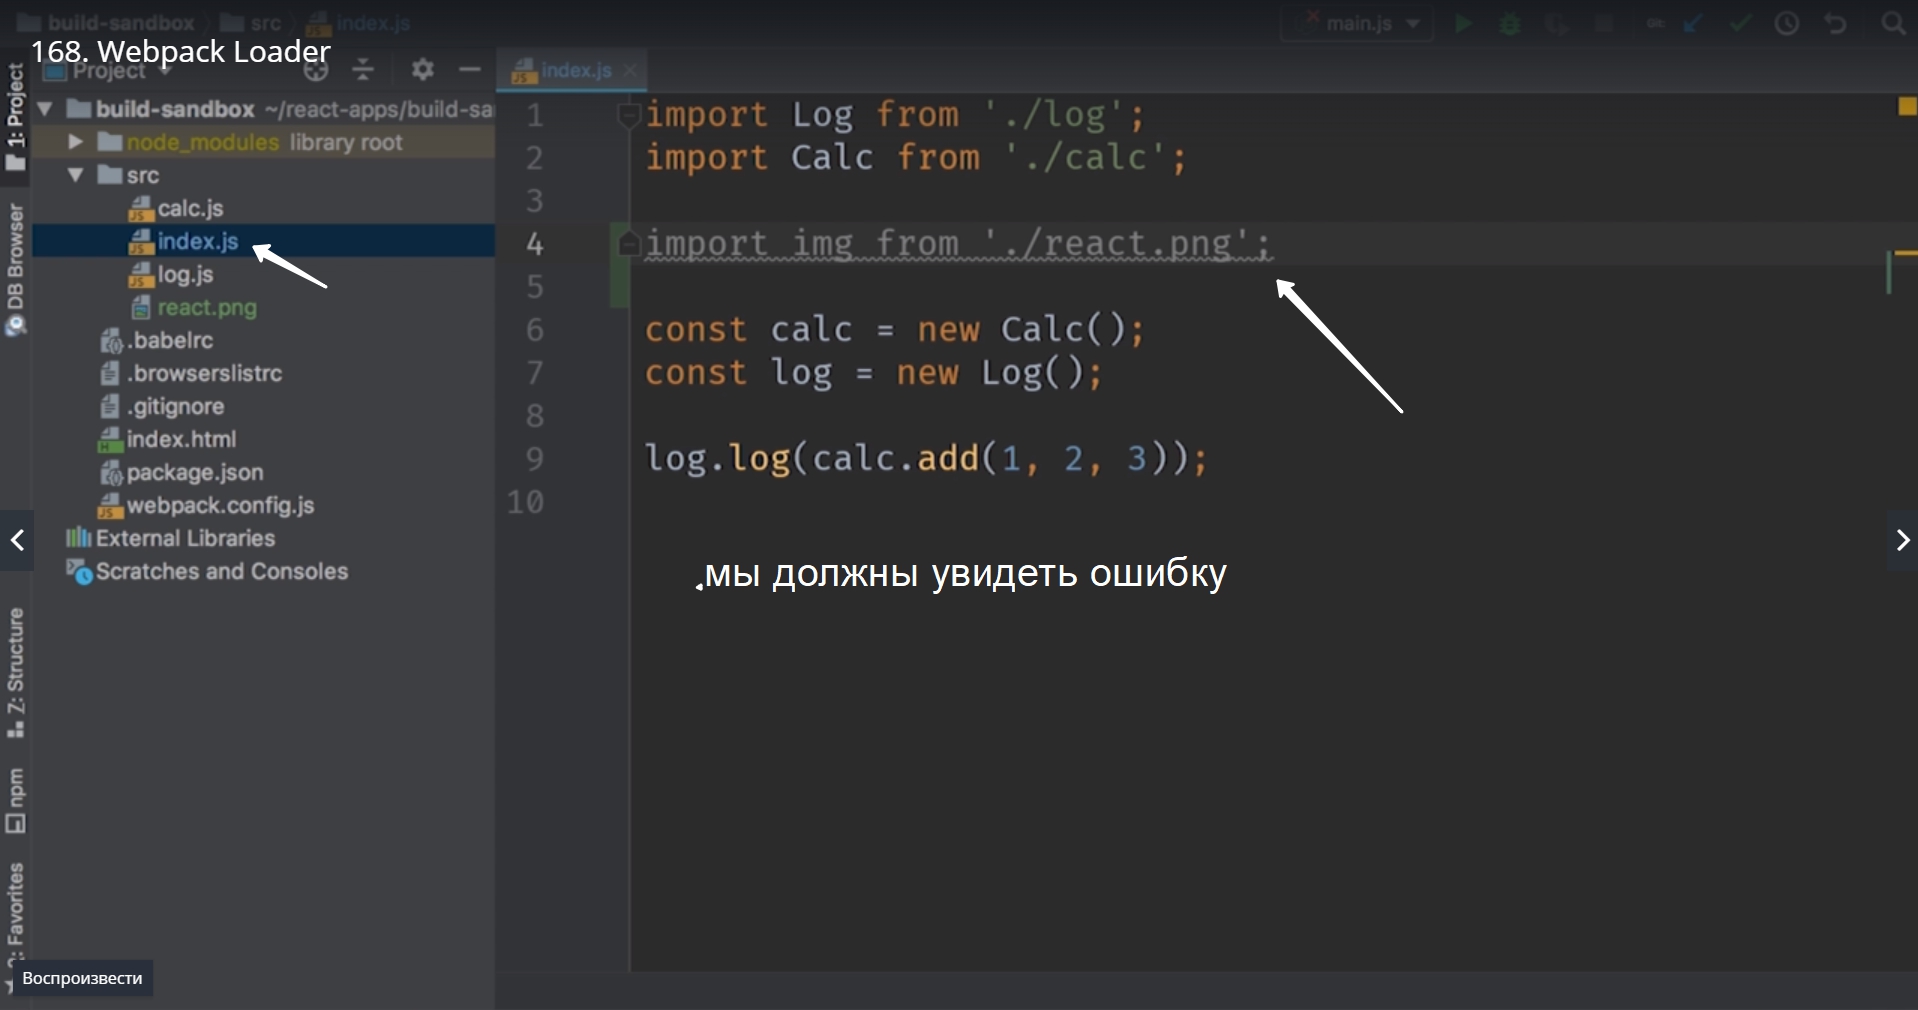 build-sandbox src index.js main.js
168. Webpack Loader
Project
index.js
1: Project
DB Browser
Z: Structure
npm
Favorites
build-sandbox ~/react-apps/build-sa
node_modules library root
src
calc.js
index.js
log.js
react.png
.babelrc
.browserslistrc
.gitignore
index.html
package.json
webpack.config.js
External Libraries
Scratches and Consoles
1 import Log from './log';
2 import Calc from './calc';
3
4 import img from './react.png';
5
6 const calc = new Calc();
7 const log = new Log();
8
9 log.log(calc.add(1, 2, 3));
10
мы должны увидеть ошибку
Воспроизвести